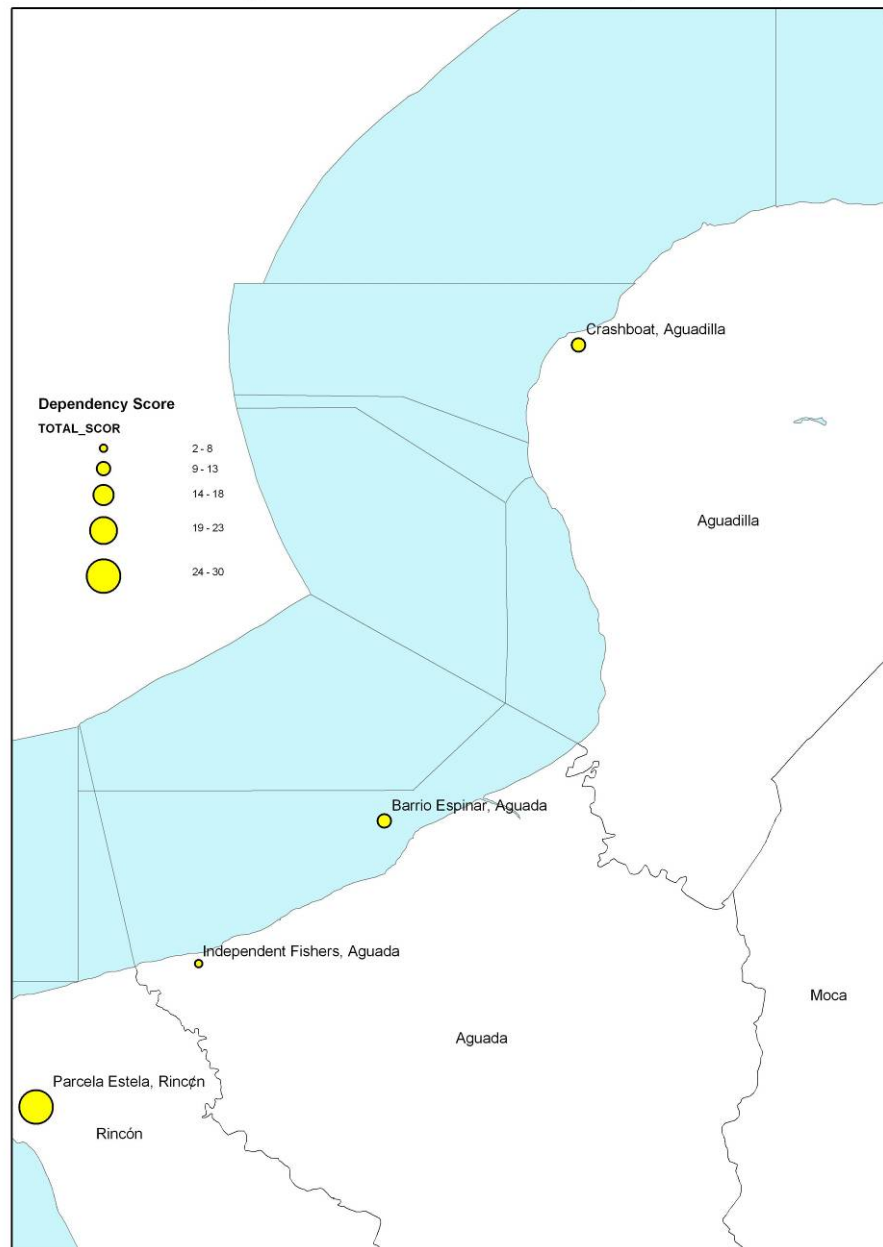 Crashboat, Aguadilla
Dependency Score
TOTAL_SCOR
2 - 8
9 - 13
14 - 18
19 - 23
24 - 30
Aguadilla
Barrio Espinar, Aguada
Independent Fishers, Aguada
Moca
Aguada
Parcela Estela, Rincȼn
Rincón